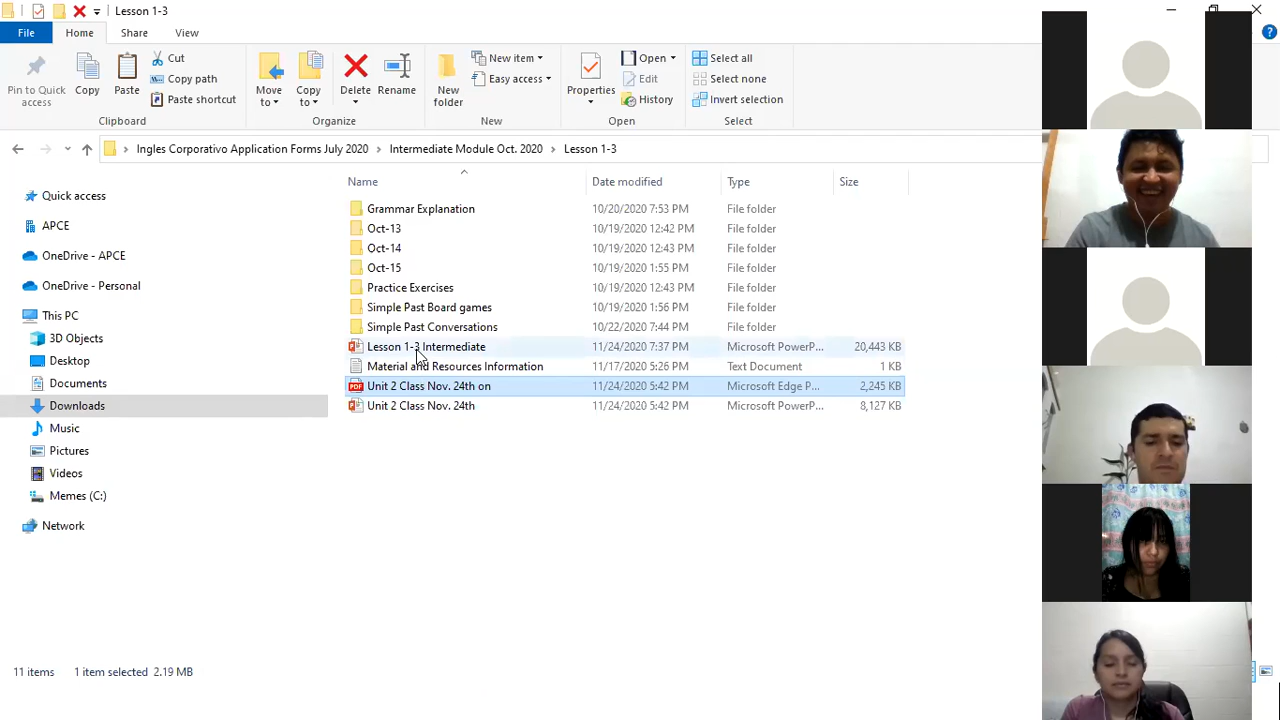 Lesson 1-3
File Home Share View
Pin to Quick access
Copy
Paste
Cut
Copy path
Paste shortcut
Clipboard
Move to
Copy to
Delete
Rename
Organize
New folder
New item
Easy access
New
Properties
Open
Edit
History
Open
Select all
Select none
Invert selection
Select
Ingles Corporativo Application Forms July 2020 Intermediate Module Oct. 2020 Lesson 1-3
Quick access
APCE
OneDrive - APCE
OneDrive - Personal
This PC
3D Objects
Desktop
Documents
Downloads
Music
Pictures
Videos
Memes (C:)
Network
Name Date modified Type Size
Grammar Explanation 10/20/2020 7:53 PM File folder
Oct-13 10/19/2020 12:42 PM File folder
Oct-14 10/19/2020 12:43 PM File folder
Oct-15 10/19/2020 1:55 PM File folder
Practice Exercises 10/19/2020 12:43 PM File folder
Simple Past Board games 10/19/2020 1:56 PM File folder
Simple Past Conversations 10/22/2020 7:44 PM File folder
Lesson 1-3 Intermediate 11/24/2020 7:37 PM Microsoft PowerP... 20,443 KB
Material and Resources Information 11/17/2020 5:26 PM Text Document 1 KB
PDF Unit 2 Class Nov. 24th on 11/24/2020 5:42 PM Microsoft Edge P... 2,245 KB
Unit 2 Class Nov. 24th 11/24/2020 5:42 PM Microsoft PowerP... 8,127 KB
11 items 1 item selected 2.19 MB